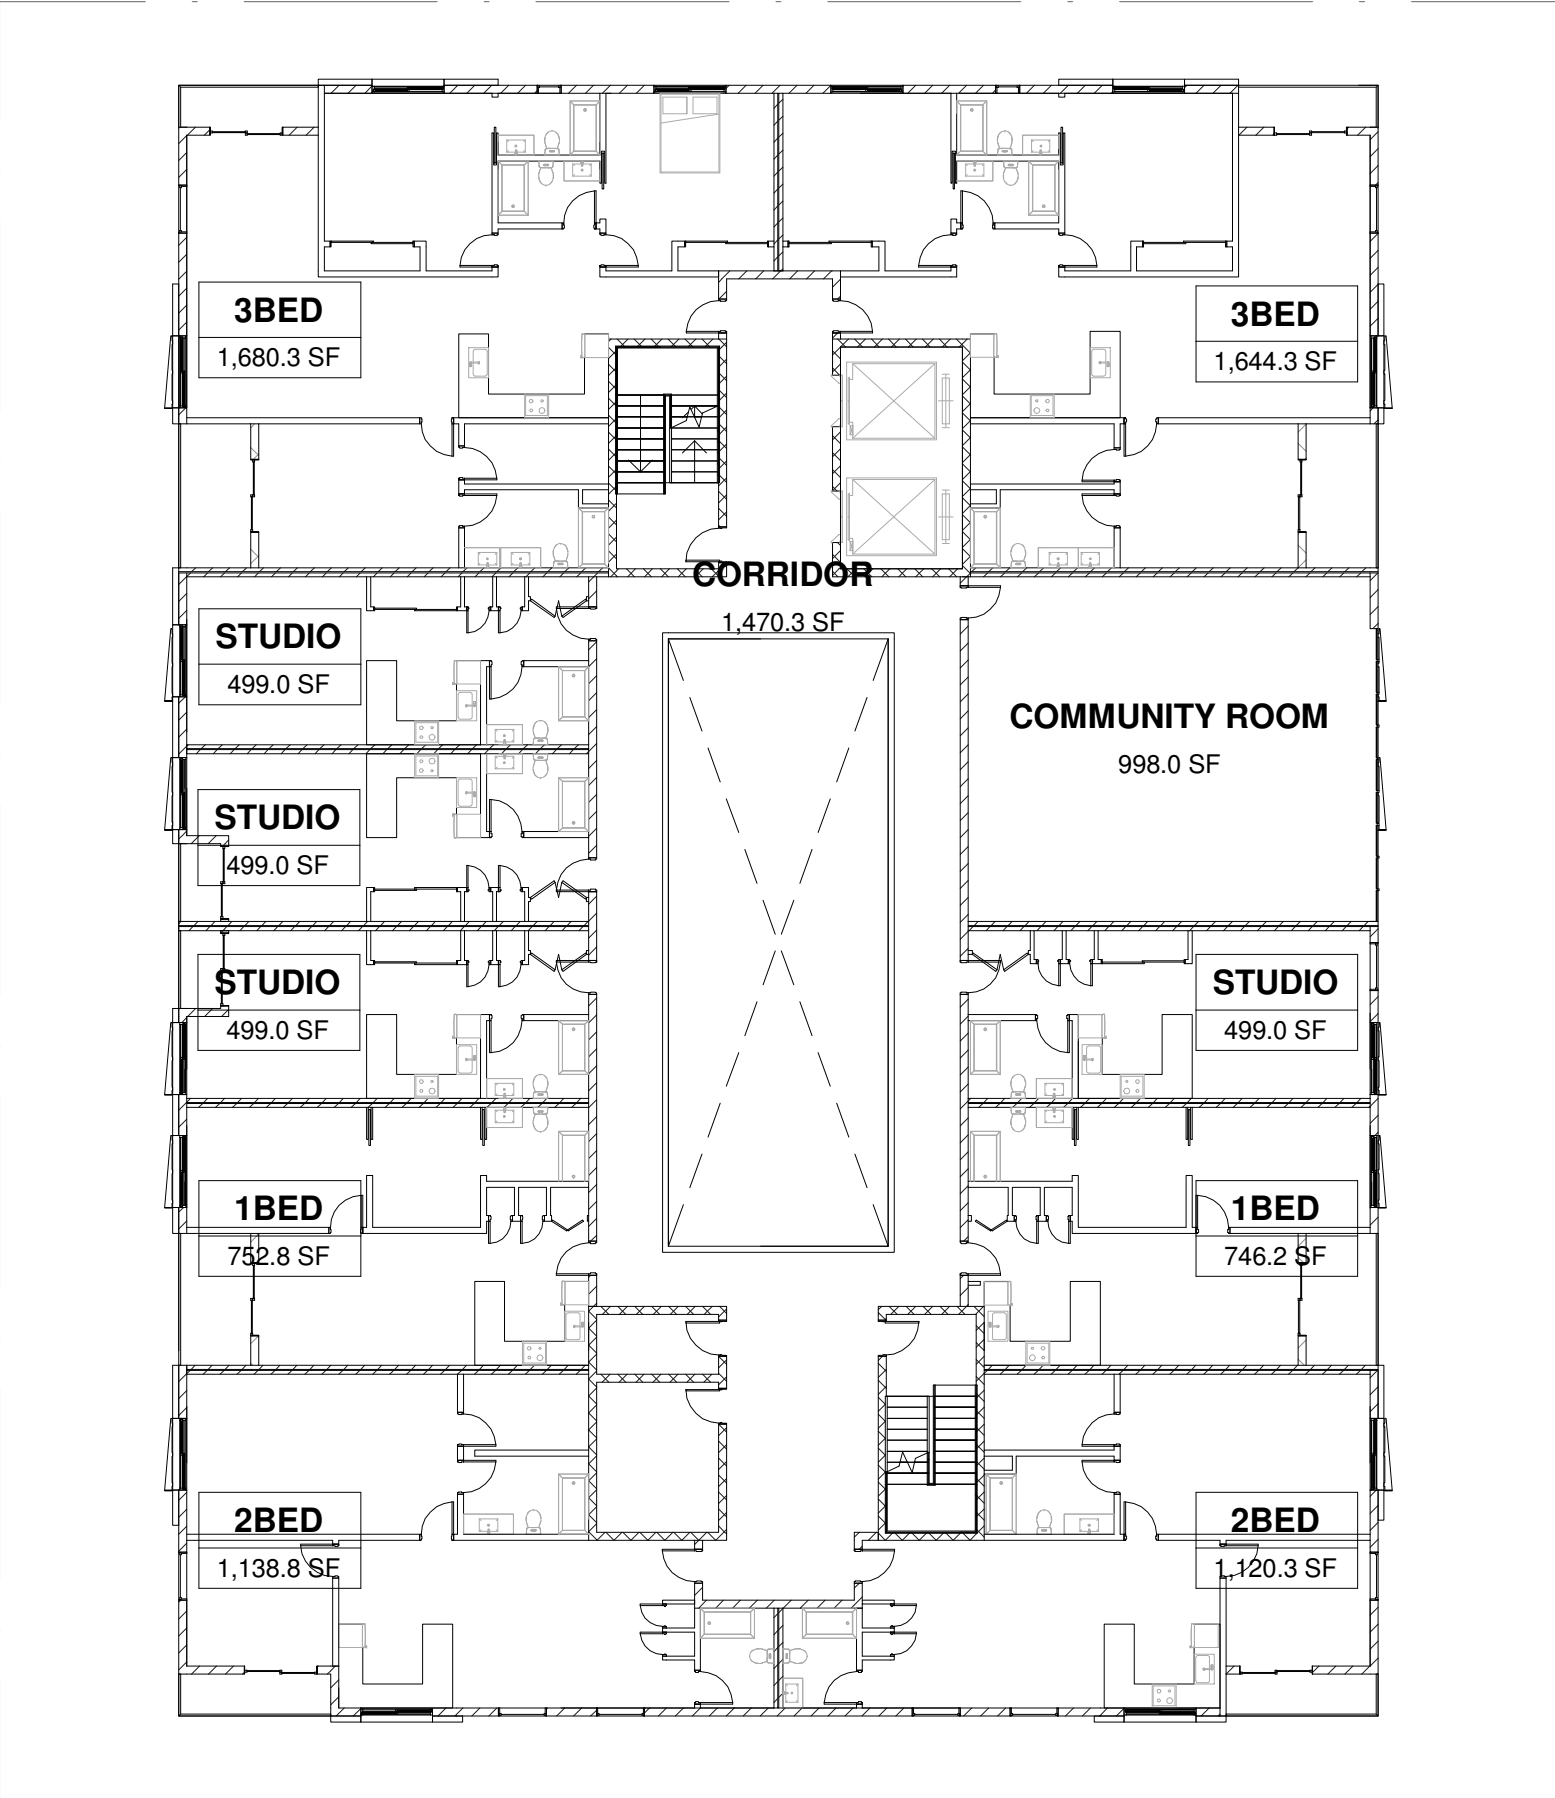 3BED
1,680.3 SF
3BED
1,644.3 SF
CORRIDOR
1,470.3 SF
STUDIO
499.0 SF
COMMUNITY ROOM
998.0 SF
STUDIO
499.0 SF
STUDIO
499.0 SF
STUDIO
499.0 SF
1BED
752.8 SF
1BED
746.2 SF
2BED
1,138.8 SF
2BED
1,120.3 SF